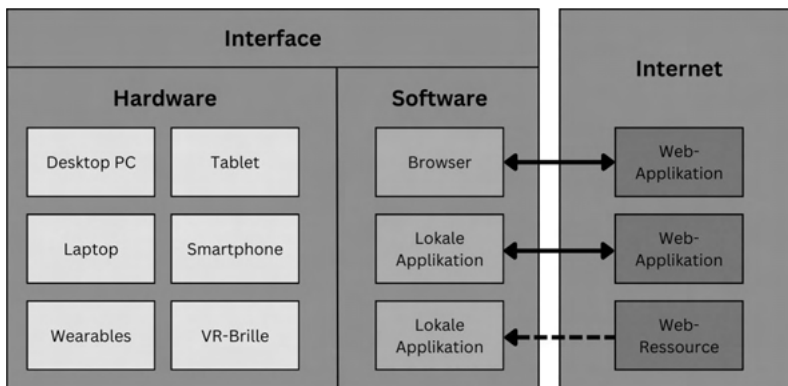 Interface
Internet
Hardware
Software
Desktop PC
Tablet
Browser
Web-
Applikation
Laptop
Smartphone
Lokale
Applikation
Web-
Applikation
Wearables
VR-Brille
Lokale
Applikation
Web-
Ressource